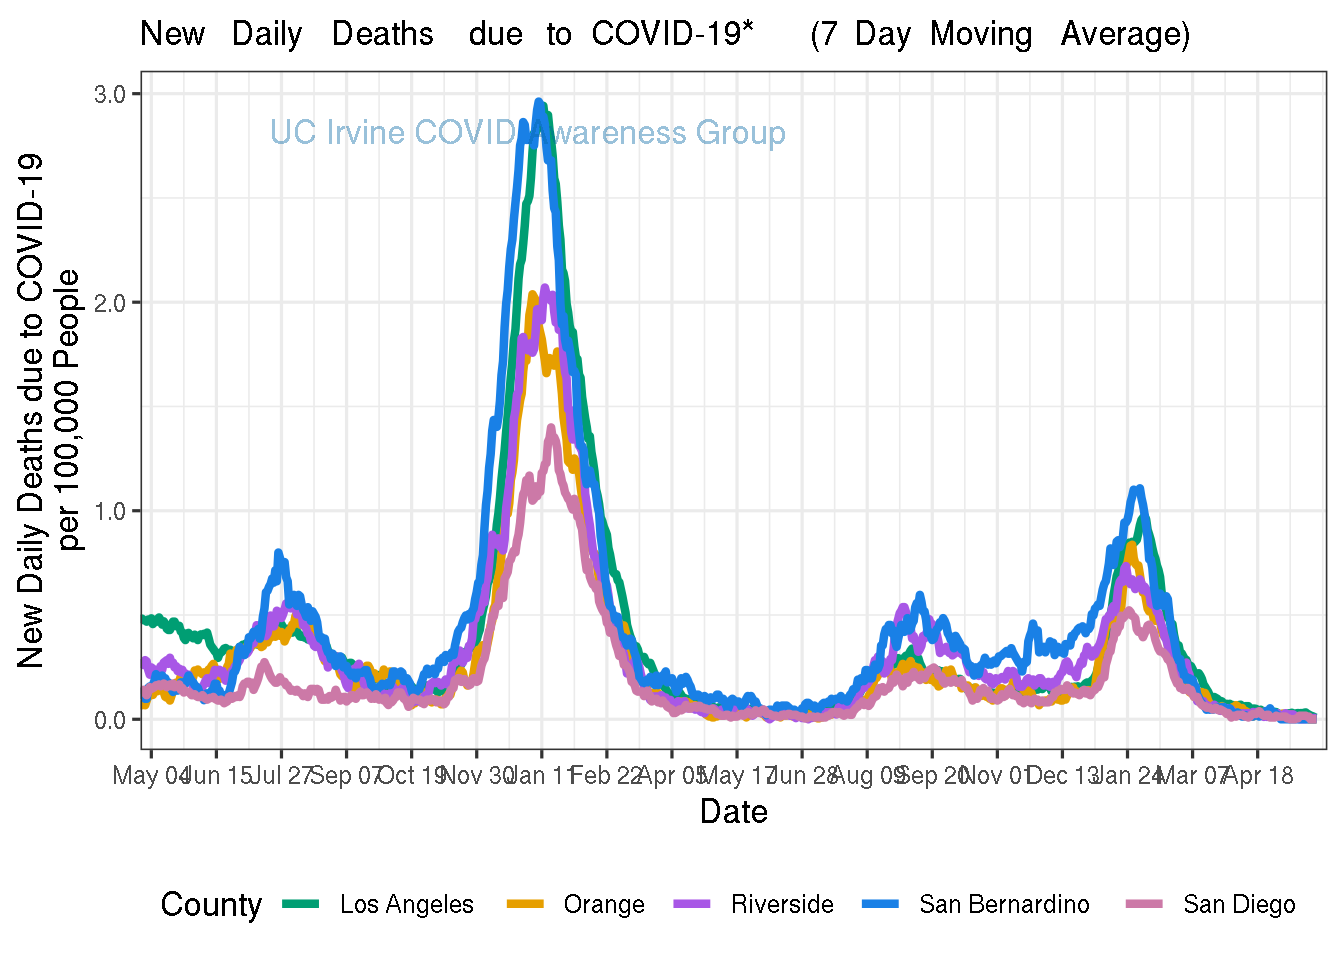 New Daily Deaths due to COVID-19* (7 Day Moving Average)
UC Irvine COVID Awareness Group
New Daily Deaths due to COVID-19
per 100,000 People
3.0
2.0
1.0
0.0
May 04 Jun 15 Jul 27 Sep 07 Oct 19 Nov 30 Jan 11 Feb 22 Apr 05 May 17 Jun 28 Aug 09 Sep 20 Nov 01 Dec 13 Jan 24 Mar 07 Apr 18
Date
County Los Angeles Orange Riverside San Bernardino San Diego